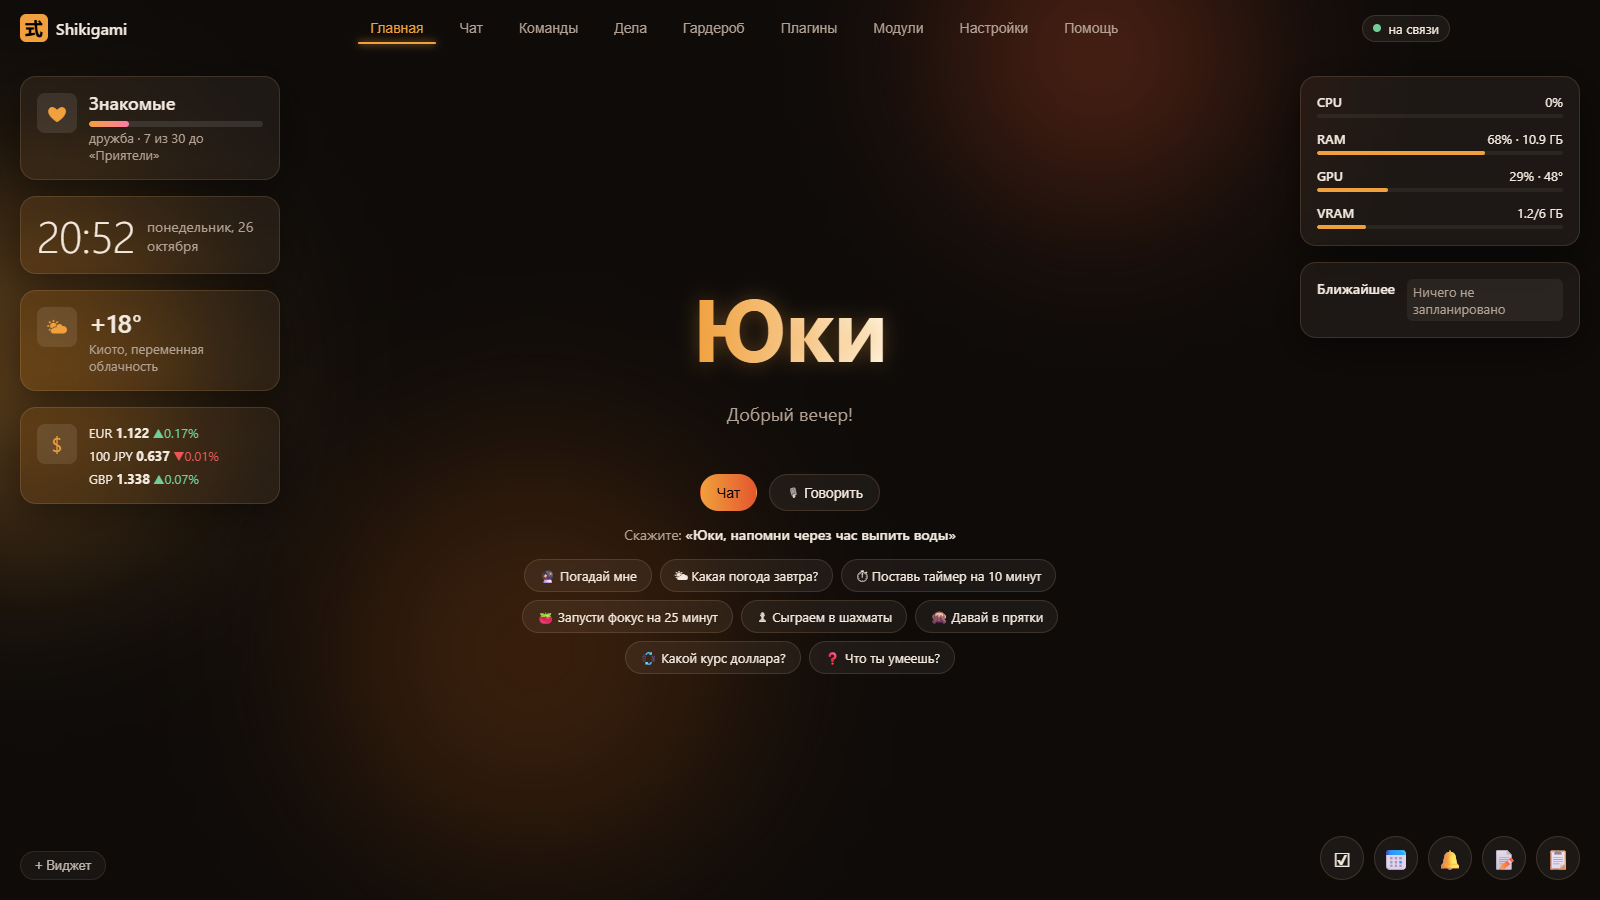 式 Shikigami
Главная
Чат
Команды
Дела
Гардероб
Плагины
Модули
Настройки
Помощь
на связи
Знакомые
дружба · 7 из 30 до
«Приятели»
20:52
понедельник, 26
октября
+18°
Киото, переменная
облачность
$
EUR 1.122 ▲0.17%
100 JPY 0.637 ▼0.01%
GBP 1.338 ▲0.07%
Юки
Добрый вечер!
Чат
Говорить
Скажите: «Юки, напомни через час выпить воды»
Погадай мне
Какая погода завтра?
Поставь таймер на 10 минут
Запусти фокус на 25 минут
Сыграем в шахматы
Давай в прятки
Какой курс доллара?
❓ Что ты умеешь?
CPU 0%
RAM 68% · 10.9 ГБ
GPU 29% · 48°
VRAM 1.2/6 ГБ
Ближайшее
Ничего не
запланировано
+ Виджет